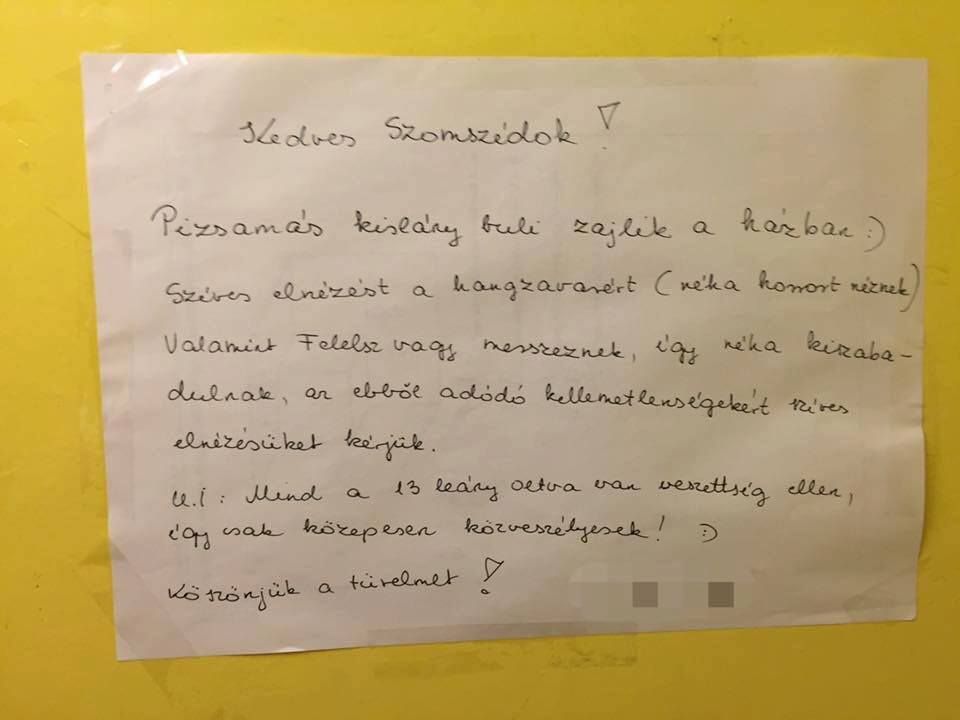 Kedves Szomszédok!
Pizsamás kislány buli zajlik a házban :)
Szíves elnézést a hangzavarért (néha horrort néznek)
Valamint Felelsz vagy mersszeznek, így néha kiszaba-
dulnak, az ebből adódó kellemetlenségekért szíves
elnézésüket kérjük.
U.i: Mind a 13 leány oltva van veszettség ellen,
így csak közepesen közveszélyesek! :)
Köszönjük a türelmet!